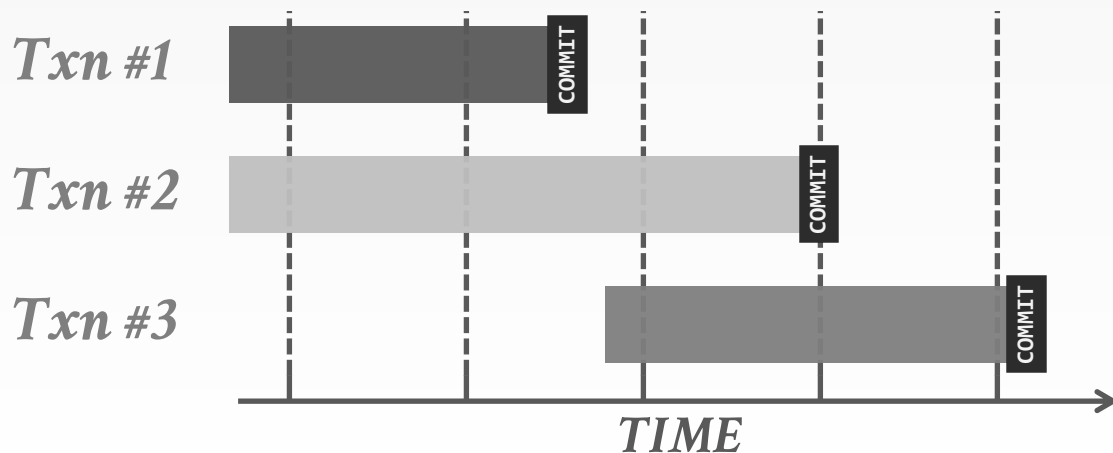 Txn #1
COMMIT
Txn #2
COMMIT
Txn #3
COMMIT
TIME